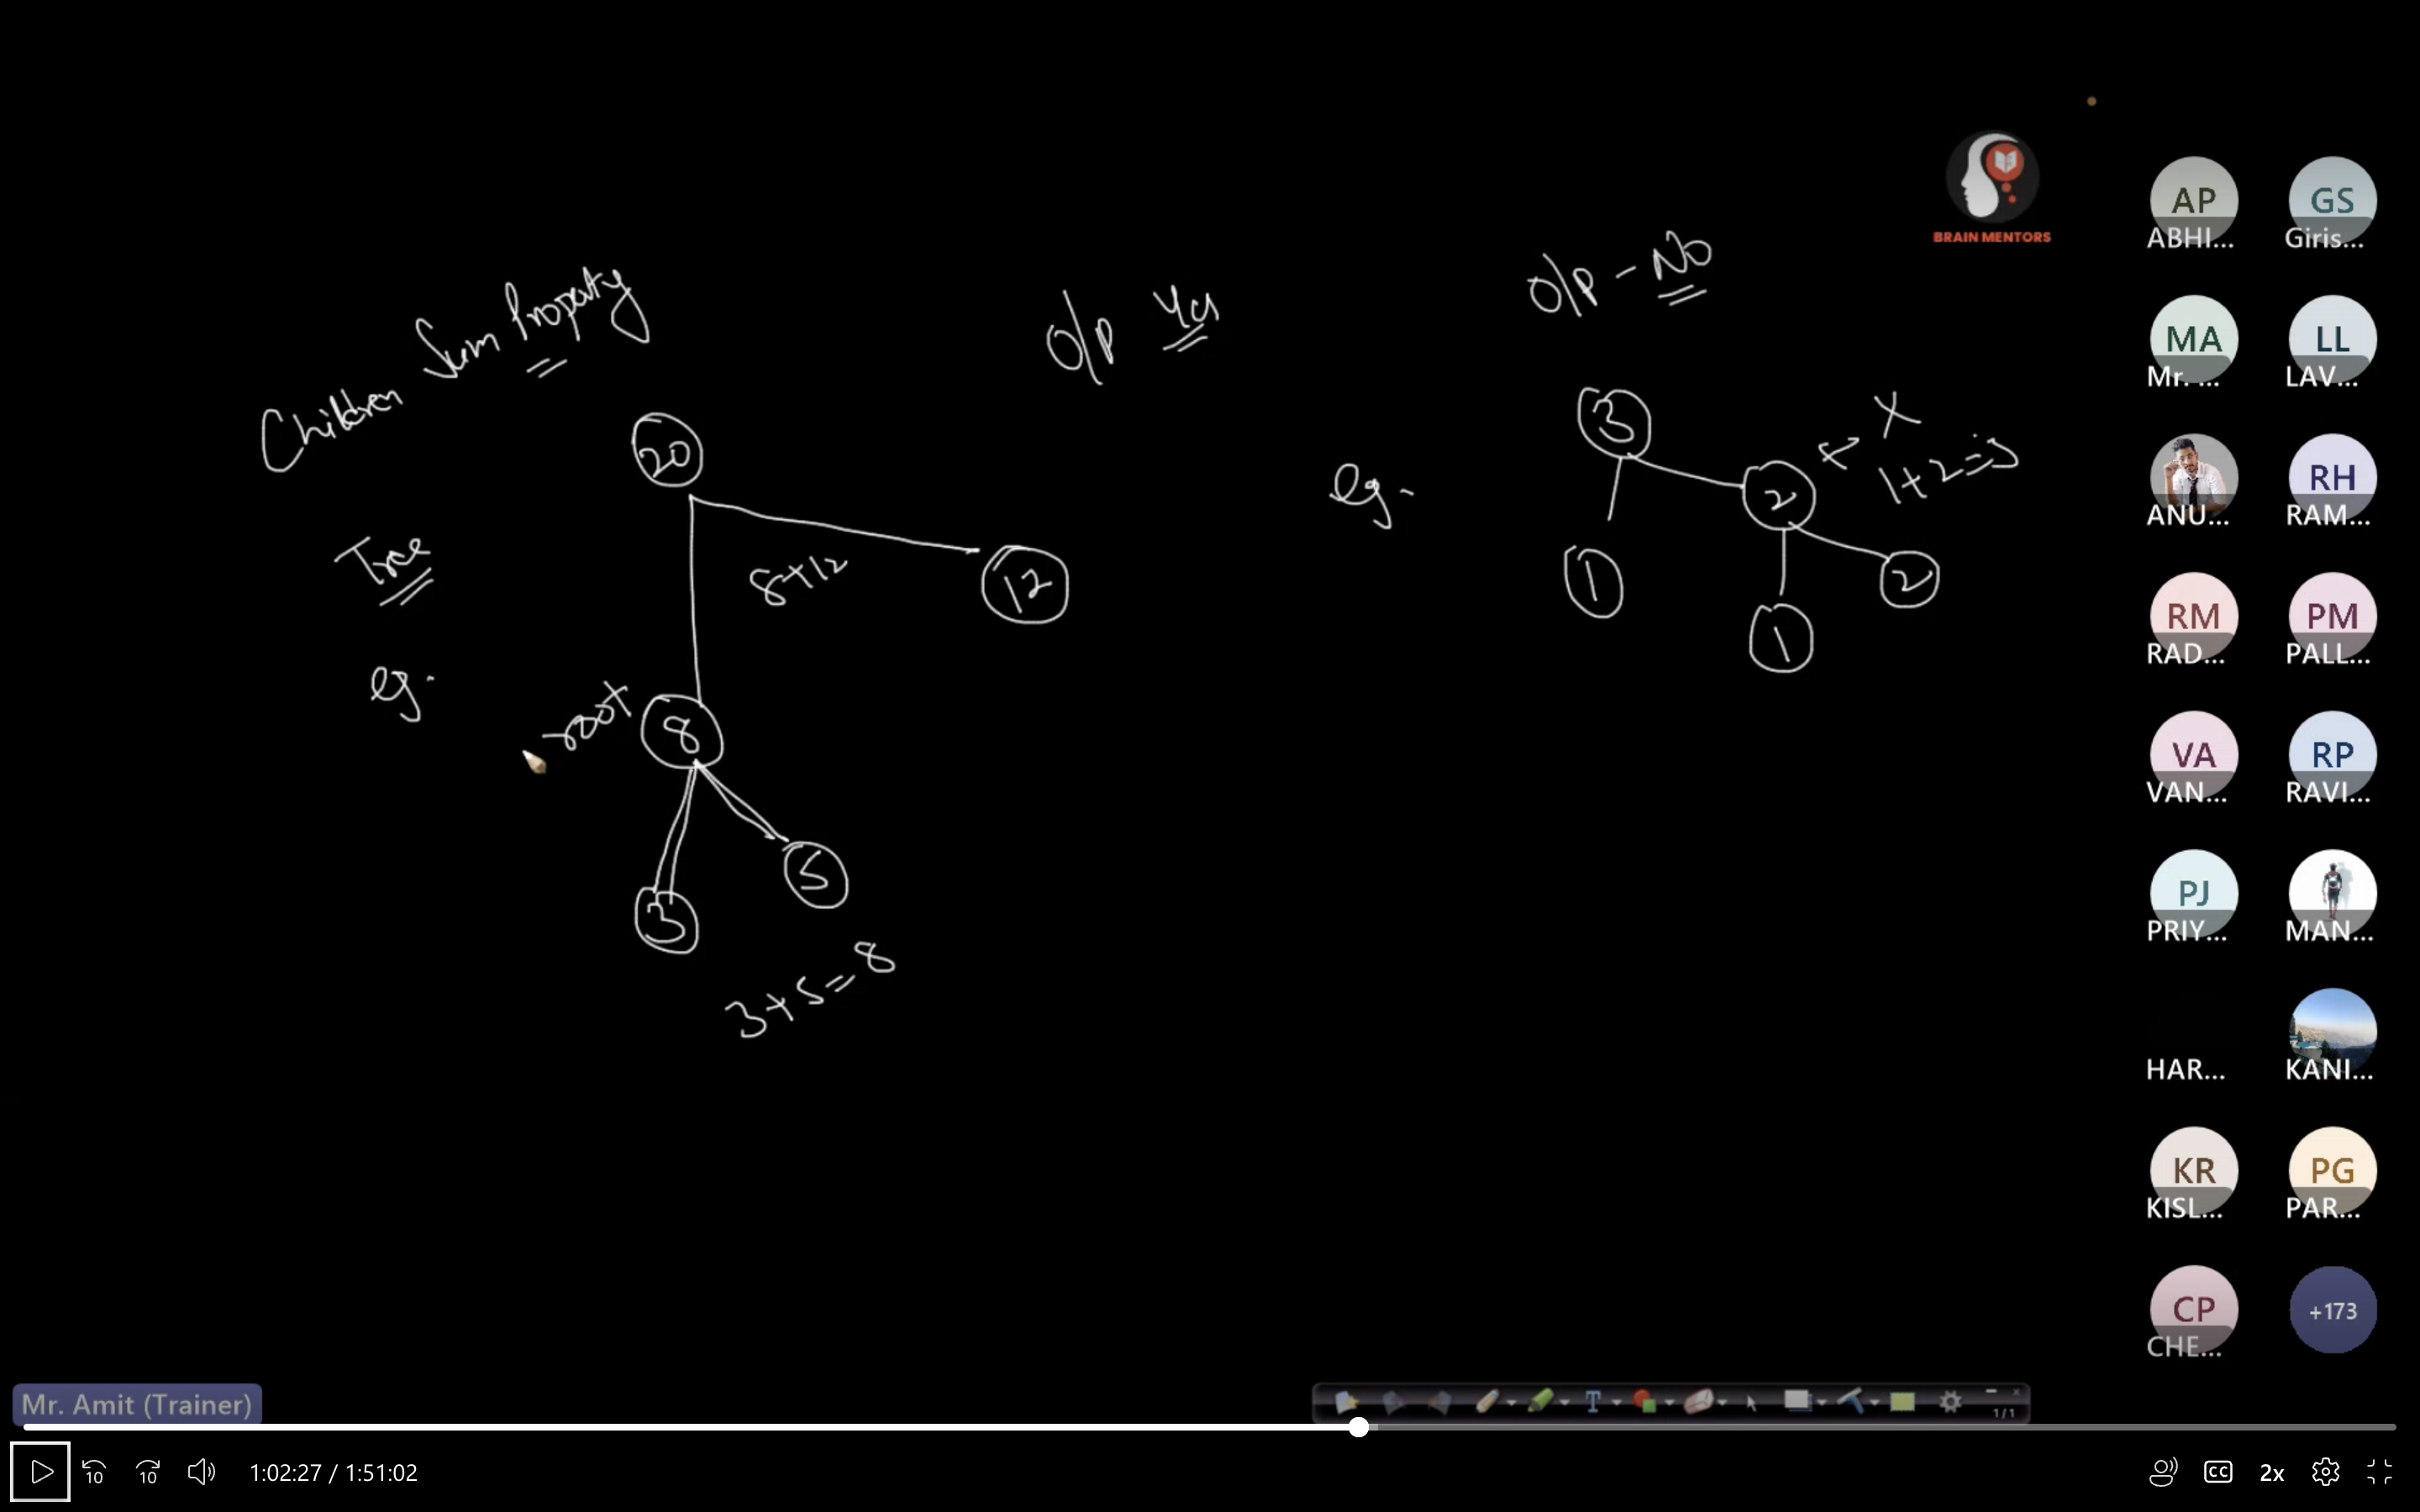 BRAIN MENTORS
Children Sum Property
O/P Yes
O/P - No
Tree
eg.
20
8+12
12
root
8
3
5
3+5=8
eg.
3
1
2
X
1+2=3
1
2
AP
ABHI...
GS
Giris...
MA
Mr. ...
LL
LAV...
ANU...
RH
RAM...
RM
RAD...
PM
PALL...
VA
VAN...
RP
RAVI...
PJ
PRIY...
MAN...
HAR...
KANI...
KR
KISL...
PG
PAR...
CP
CHE...
+173
Mr. Amit (Trainer)
T
1/1
10
10
1:02:27 / 1:51:02
CC
2x